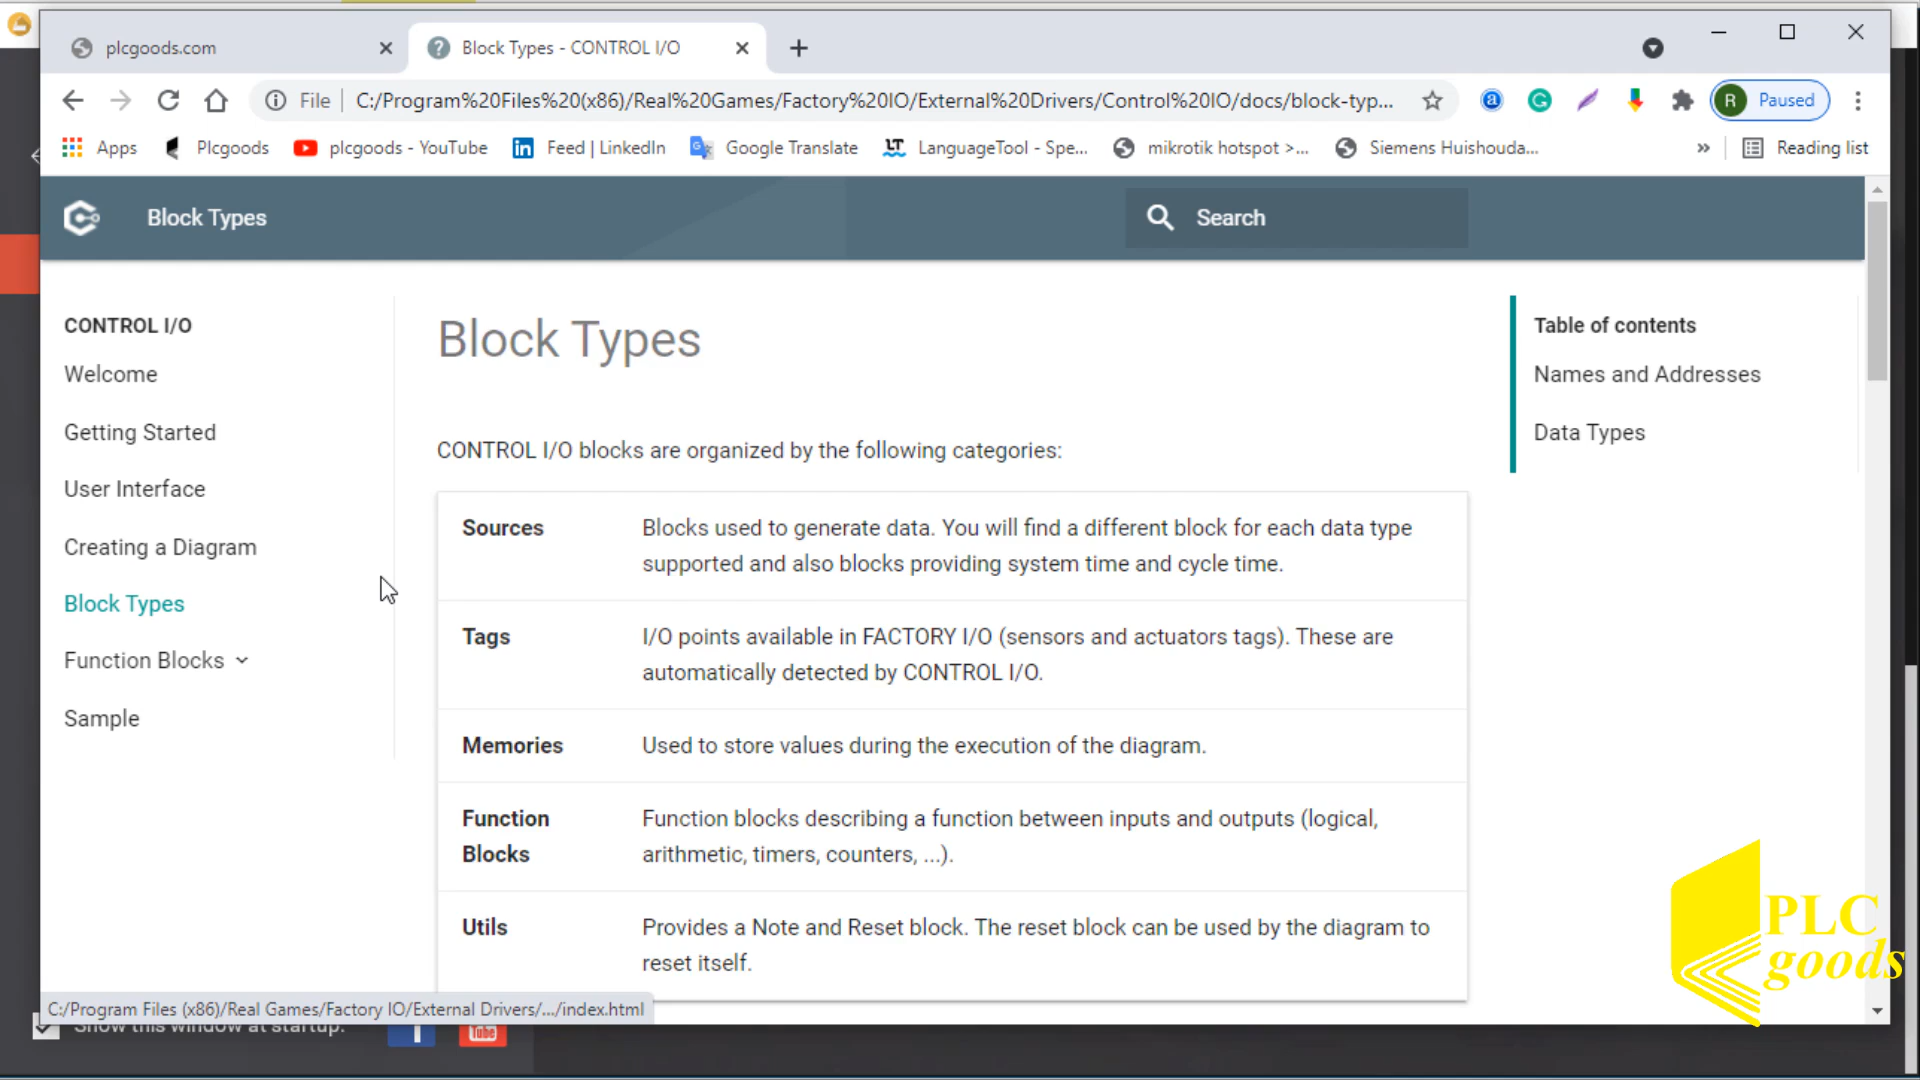 plcgoods.com
Block Types - CONTROL I/O
File
C:/Program%20Files%20(x86)/Real%20Games/Factory%20IO/External%20Drivers/Control%20IO/docs/block-typ...
R Paused
Apps
Plcgoods
plcgoods - YouTube
Feed | LinkedIn
Google Translate
LanguageTool - Spe...
mikrotik hotspot >...
Siemens Huishouda...
»
Reading list
Block Types
Search
CONTROL I/O
Welcome
Getting Started
User Interface
Creating a Diagram
Block Types
Function Blocks
Sample
Block Types
CONTROL I/O blocks are organized by the following categories:
Sources
Blocks used to generate data. You will find a different block for each data type
supported and also blocks providing system time and cycle time.
Tags
I/O points available in FACTORY I/O (sensors and actuators tags). These are
automatically detected by CONTROL I/O.
Memories
Used to store values during the execution of the diagram.
Function
Blocks
Function blocks describing a function between inputs and outputs (logical,
arithmetic, timers, counters, ...).
Utils
Provides a Note and Reset block. The reset block can be used by the diagram to
reset itself.
Table of contents
Names and Addresses
Data Types
C:/Program Files (x86)/Real Games/Factory IO/External Drivers/.../index.html
Show this window at startup.
Tube
PLC
goods